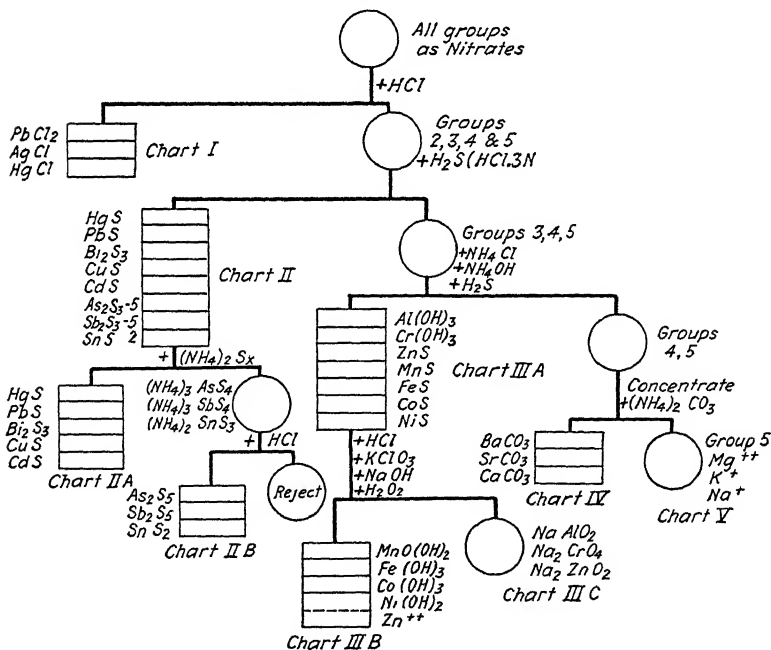 All groups
as Nitrates
+HCl
PbCl2
AgCl
HgCl
Chart I
Groups
2,3,4 & 5
+H2S(HCl.3N
HgS
PbS
Bi2S3
CuS
CdS
As2S3-5
Sb2S3-5
SnS 2
Chart II
Groups 3,4,5
+NH4Cl
+NH4OH
+H2S
+ (NH4)2Sx
Al(OH)3
Cr(OH)3
ZnS
MnS
FeS
CoS
NiS
Chart III A
Groups
4,5
Concentrate
+(NH4)2 CO3
HgS
PbS
Bi2S3
CuS
CdS
Chart II A
(NH4)3 AsS4
(NH4)3 SbS4
(NH4)2 SnS3
+ HCl
As2S5
Sb2S5
SnS2
Chart II B
Reject
+HCl
+KClO3
+NaOH
+H2O2
BaCO3
SrCO3
CaCO3
Chart IV
Group 5
Mg++
K+
Na+
Chart V
MnO(OH)2
Fe(OH)3
Co(OH)3
Ni(OH)2
Zn++
Chart III B
NaAlO2
Na2CrO4
Na2ZnO2
Chart III C